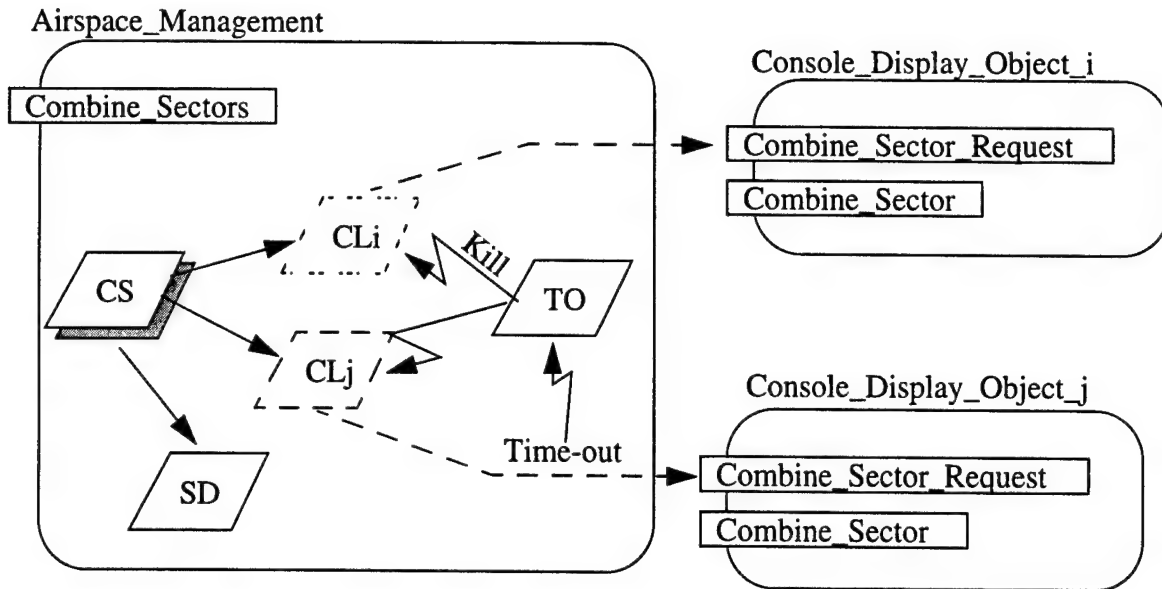 Airspace_Management
Console_Display_Object_i
Combine_Sectors
Combine_Sector_Request
Combine_Sector
CLi
Kill
CS
TO
CLj
Console_Display_Object_j
Time-out
Combine_Sector_Request
SD
Combine_Sector